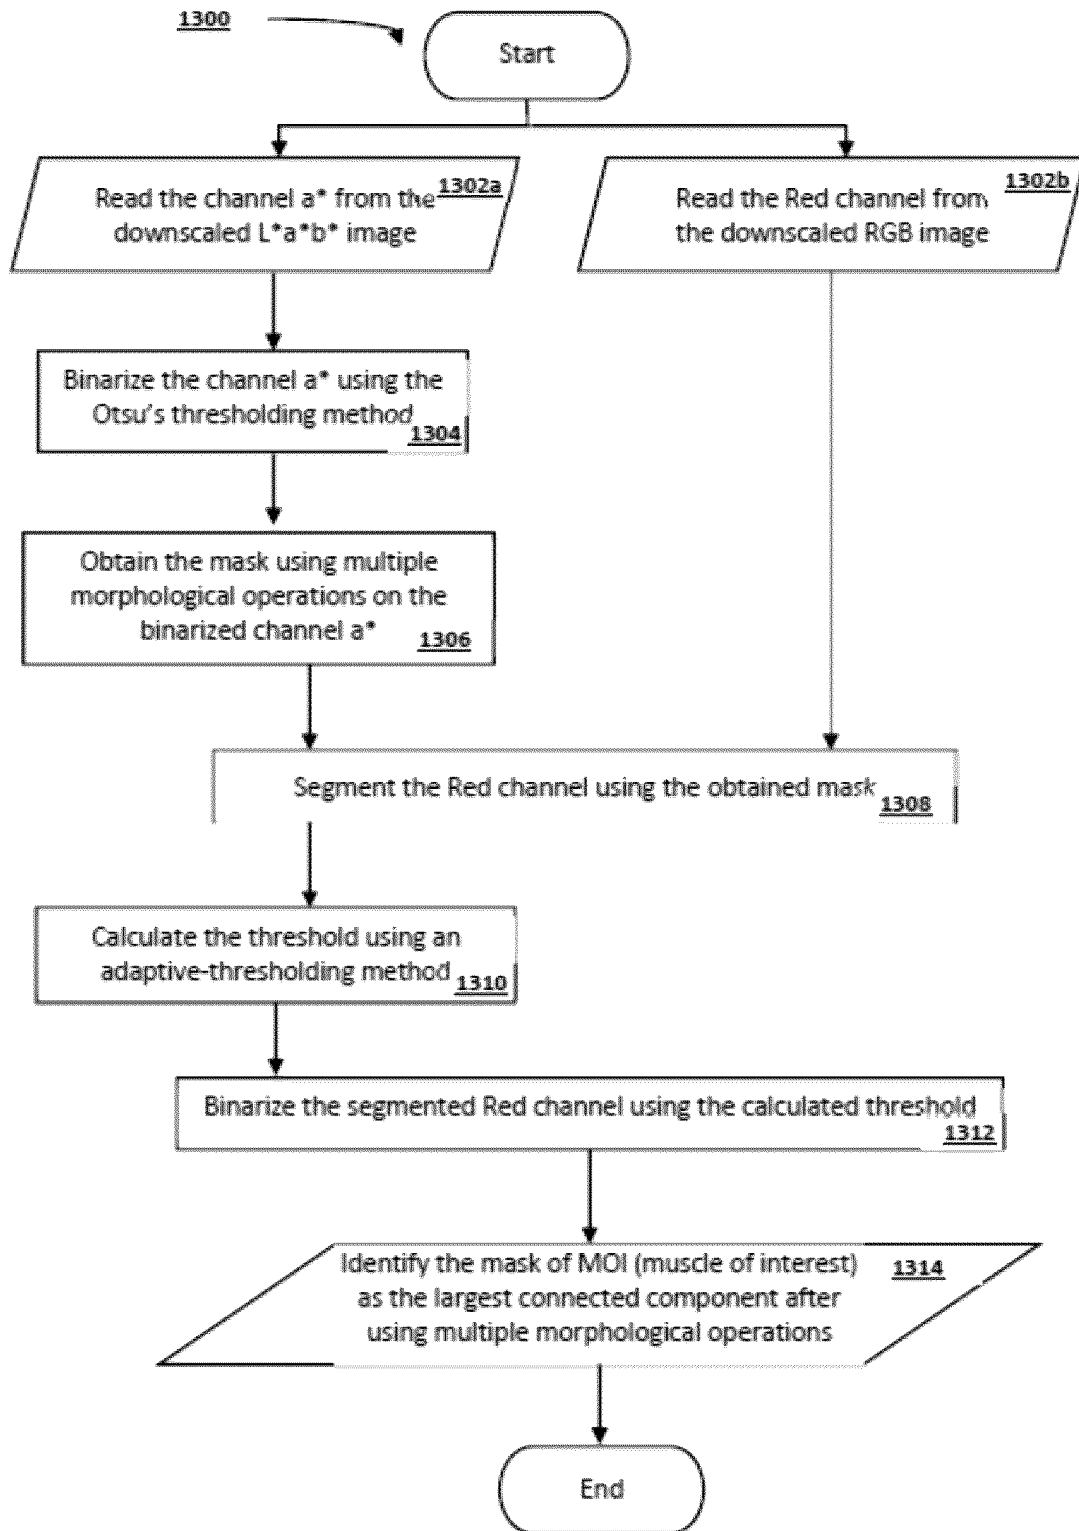 1300
Start
1302a
Read the channel a* from the
downscaled L*a*b* image
1302b
Read the Red channel from
the downscaled RGB image
Binarize the channel a* using the
Otsu's thresholding method
1304
Obtain the mask using multiple
morphological operations on the
binarized channel a*
1306
Segment the Red channel using the obtained mask
1308
Calculate the threshold using an
adaptive-thresholding method
1310
Binarize the segmented Red channel using the calculated threshold
1312
Identify the mask of MOI (muscle of interest)
1314
as the largest connected component after
using multiple morphological operations
End